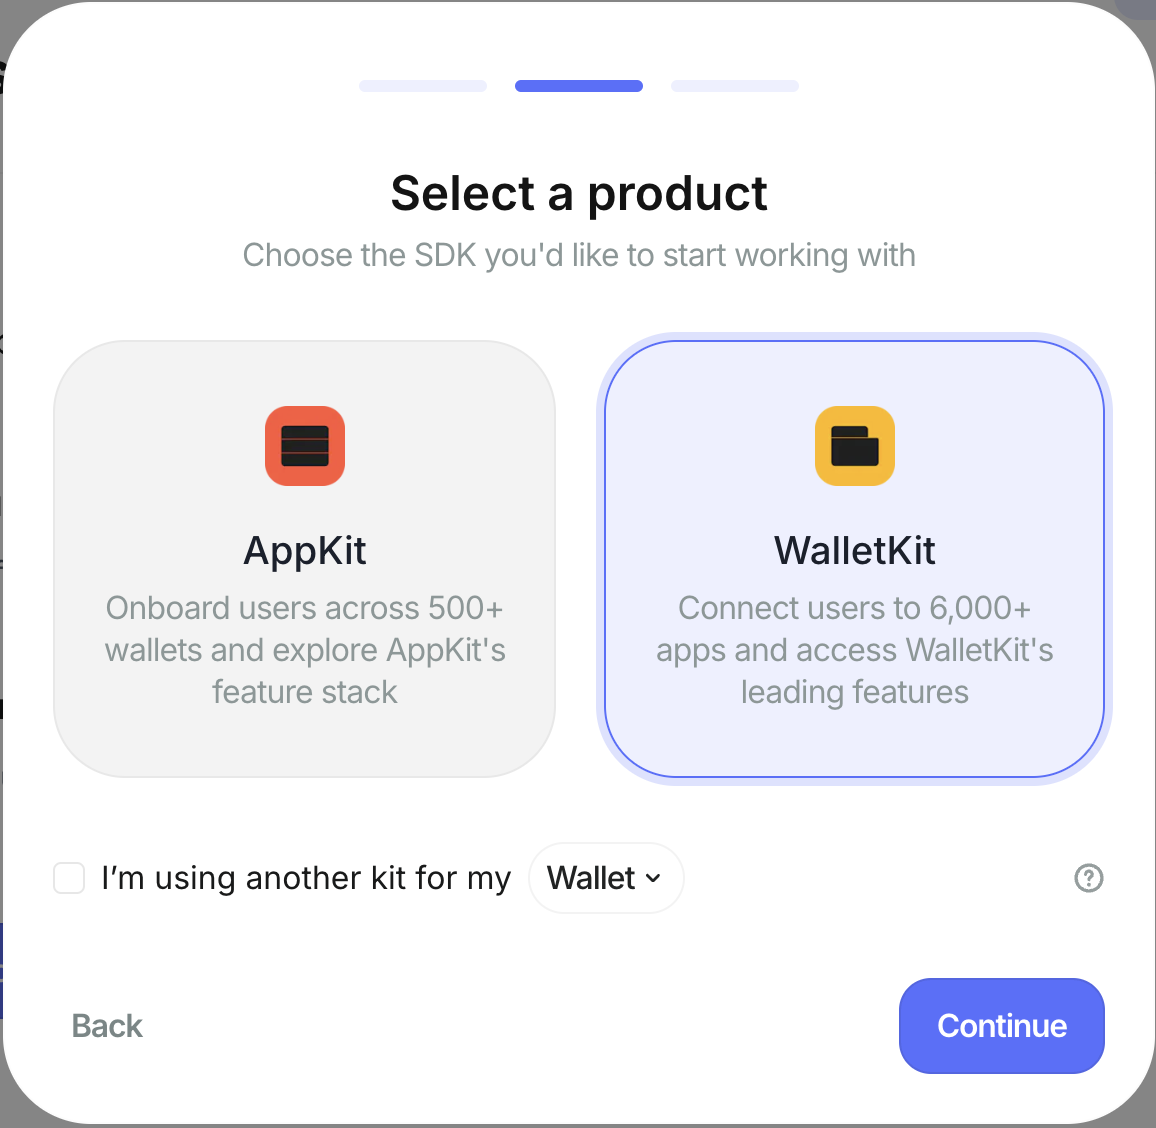 Select a product
Choose the SDK you'd like to start working with
AppKit
Onboard users across 500+
wallets and explore AppKit's
feature stack
WalletKit
Connect users to 6,000+
apps and access WalletKit's
leading features
I’m using another kit for my Wallet
Back
Continue